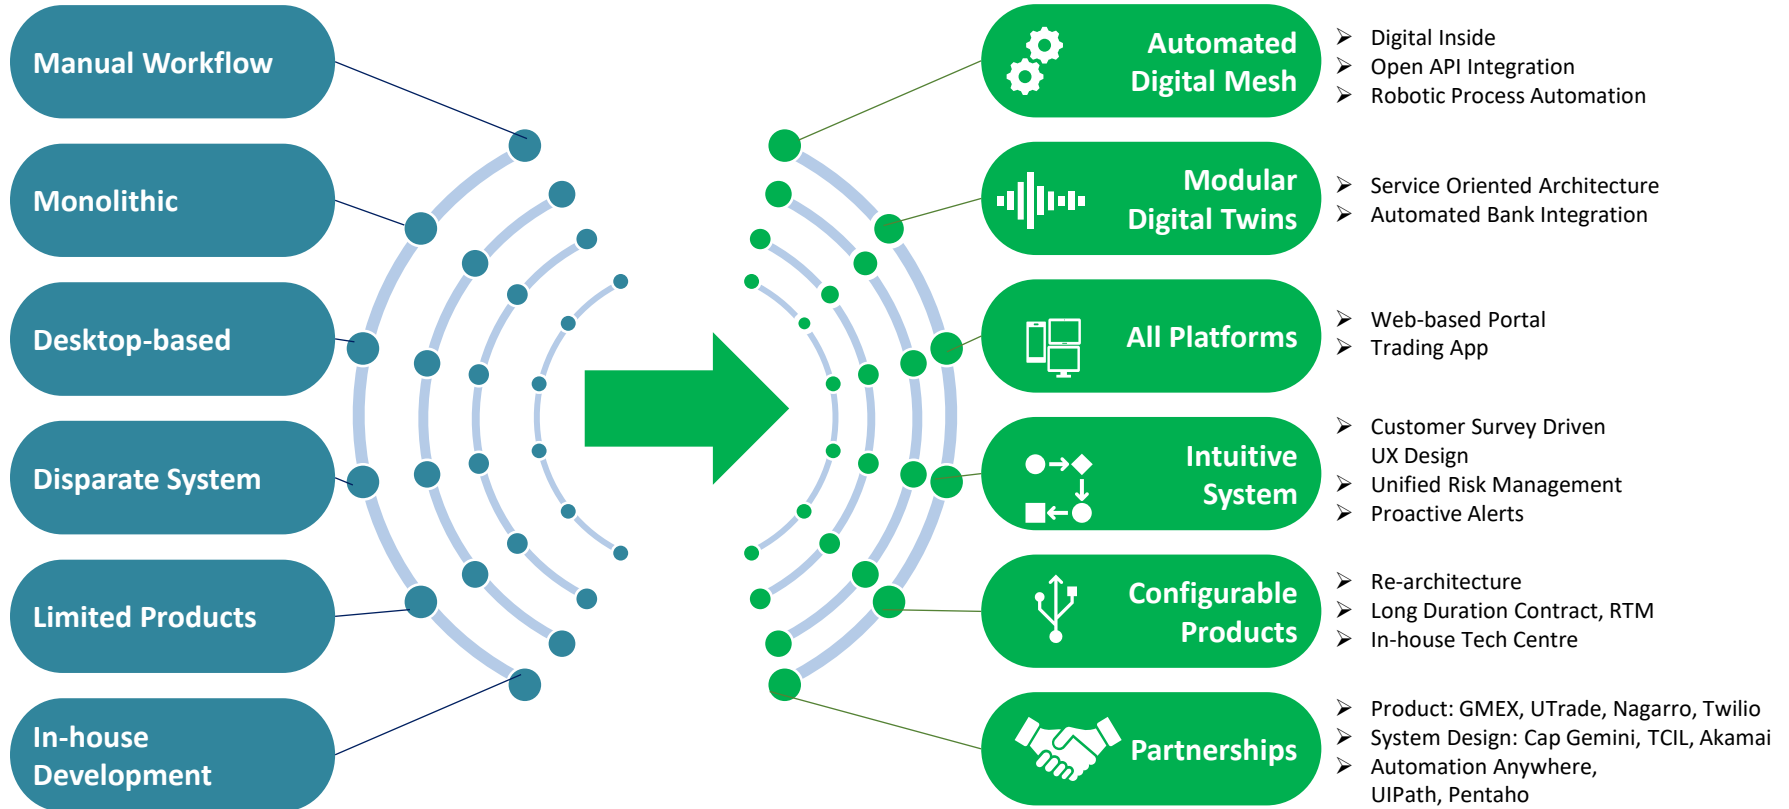 Manual Workflow
Monolithic
Desktop-based
Disparate System
Limited Products
In-house
Development
Automated
Digital Mesh
➢ Digital Inside
➢ Open API Integration
➢ Robotic Process Automation
Modular
Digital Twins
➢ Service Oriented Architecture
➢ Automated Bank Integration
All Platforms
➢ Web-based Portal
➢ Trading App
Intuitive
System
➢ Customer Survey Driven
UX Design
➢ Unified Risk Management
➢ Proactive Alerts
Configurable
Products
➢ Re-architecture
➢ Long Duration Contract, RTM
➢ In-house Tech Centre
Partnerships
➢ Product: GMEX, UTrade, Nagarro, Twilio
➢ System Design: Cap Gemini, TCIL, Akamai
➢ Automation Anywhere,
UIPath, Pentaho